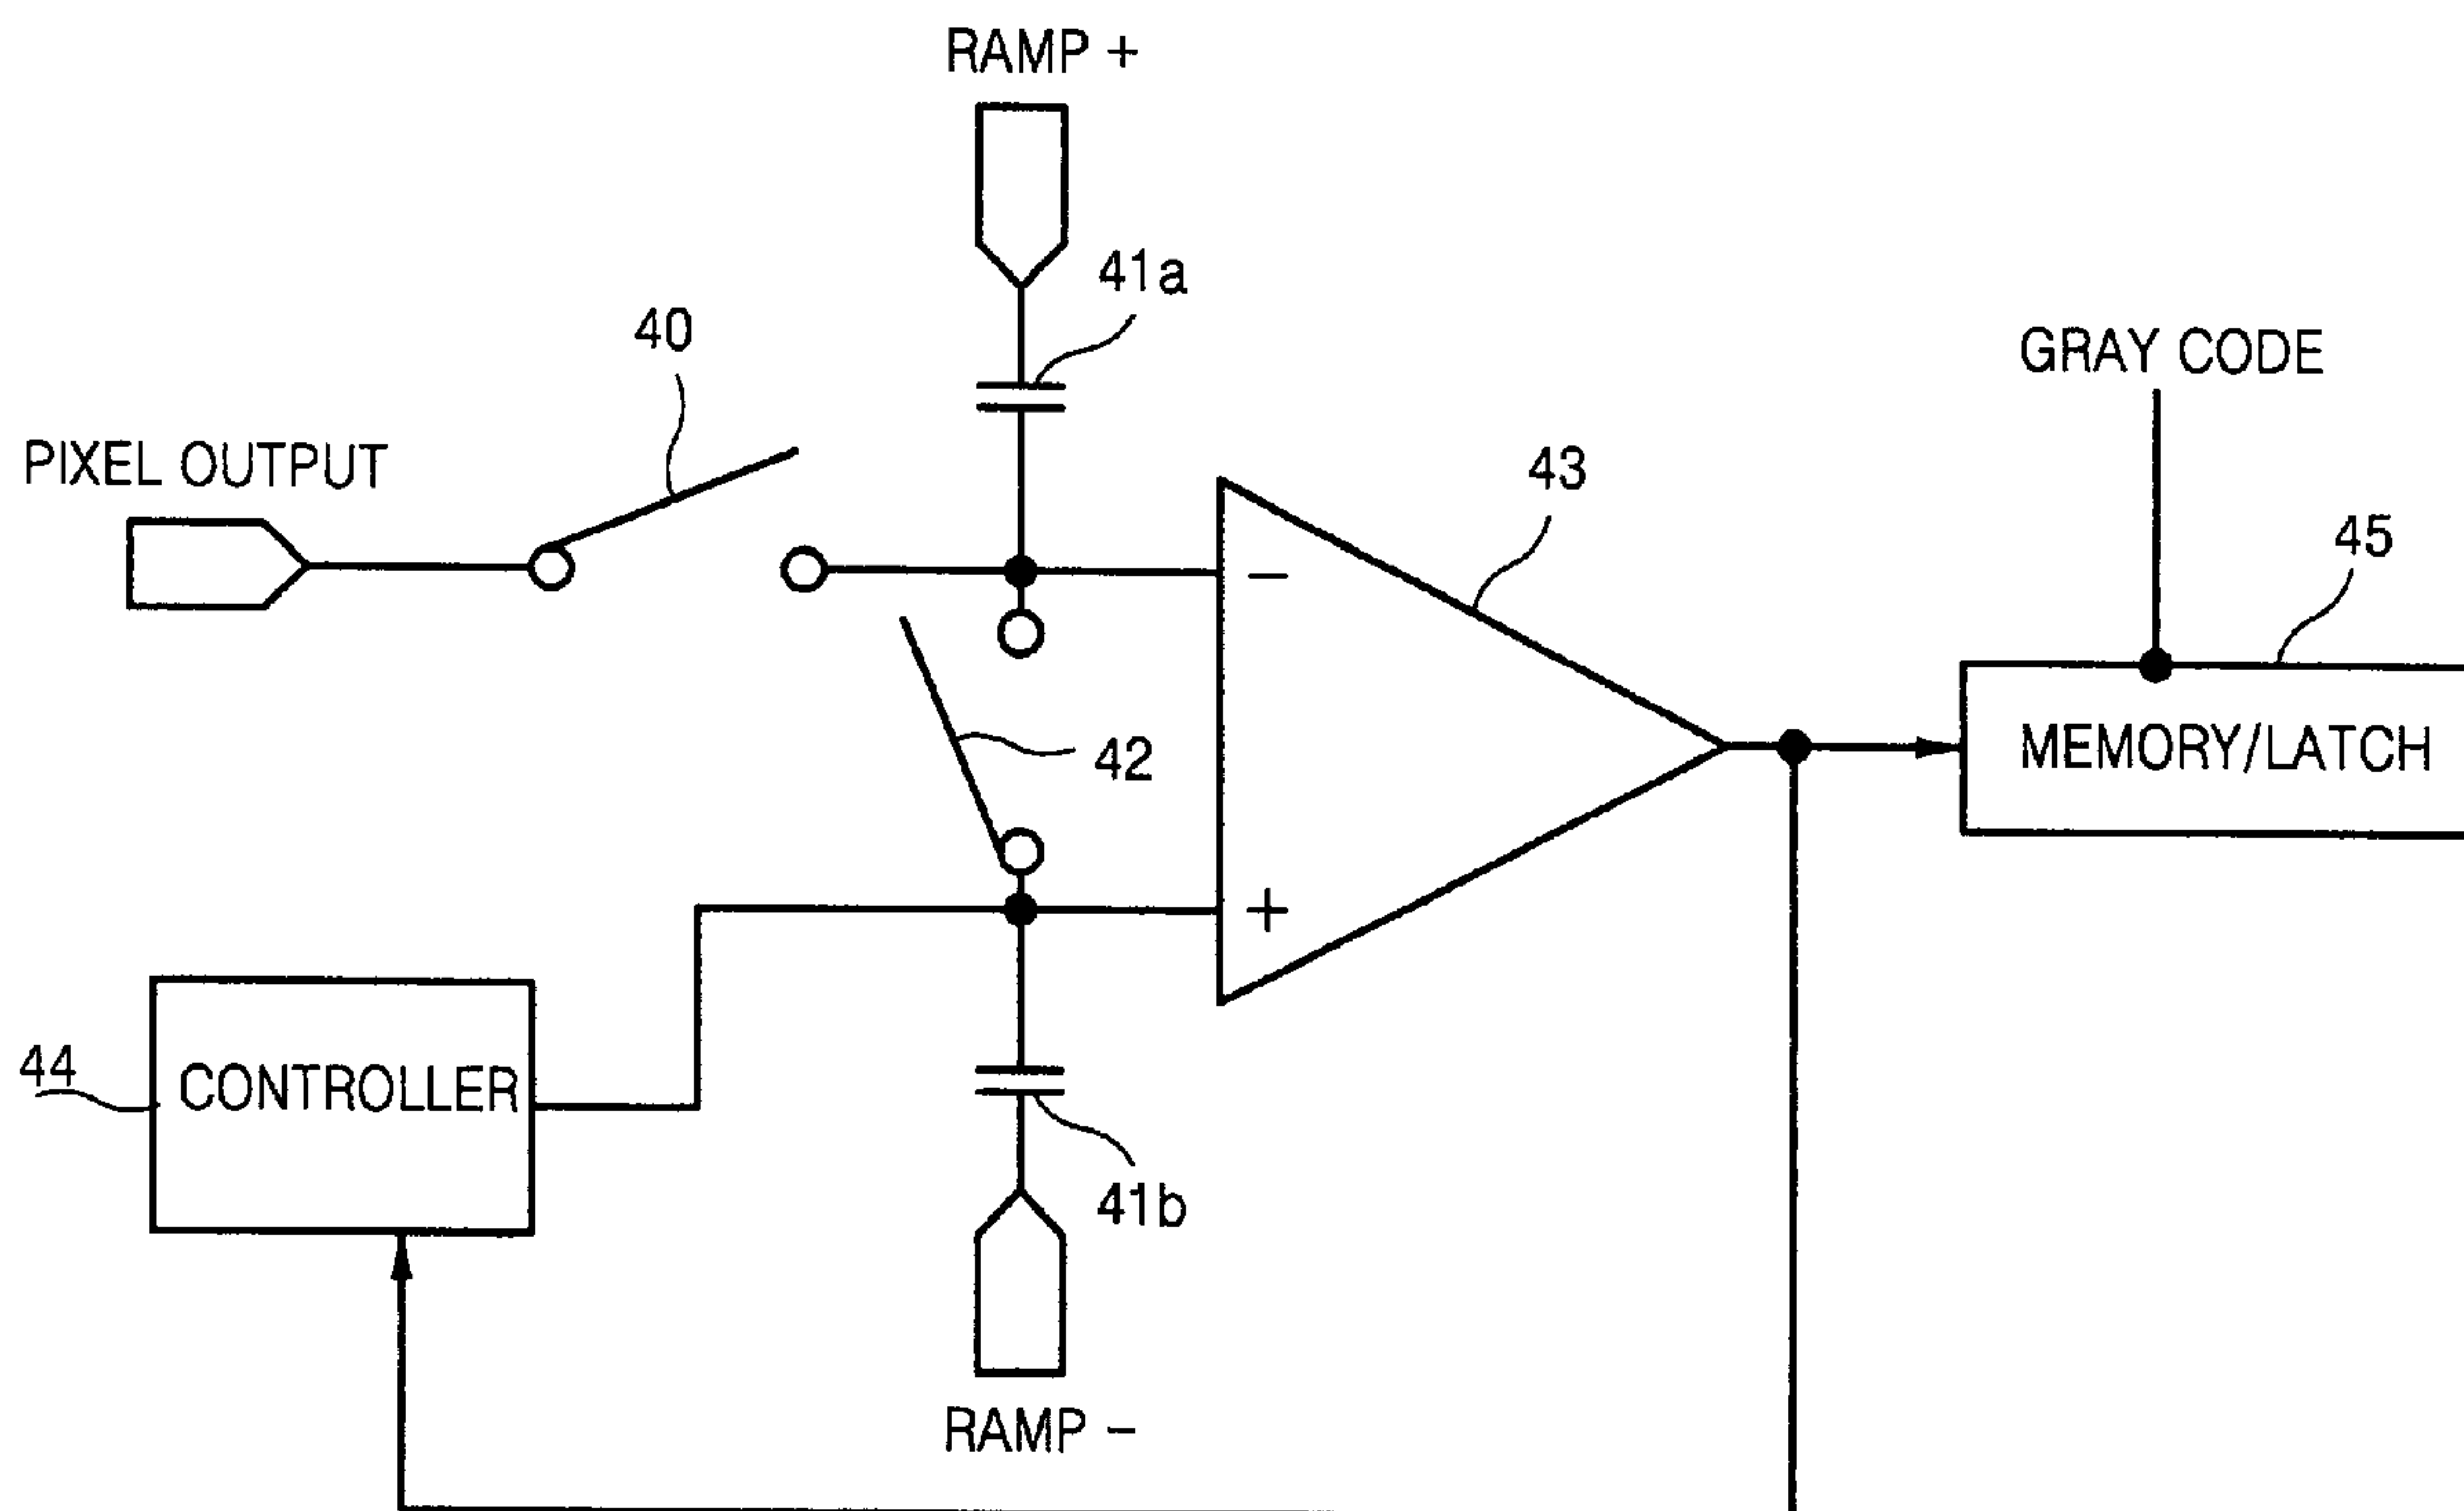 RAMP +
41a
40
GRAY CODE
PIXEL OUTPUT
43
45
−
42
MEMORY/LATCH
+
44
CONTROLLER
41b
RAMP −